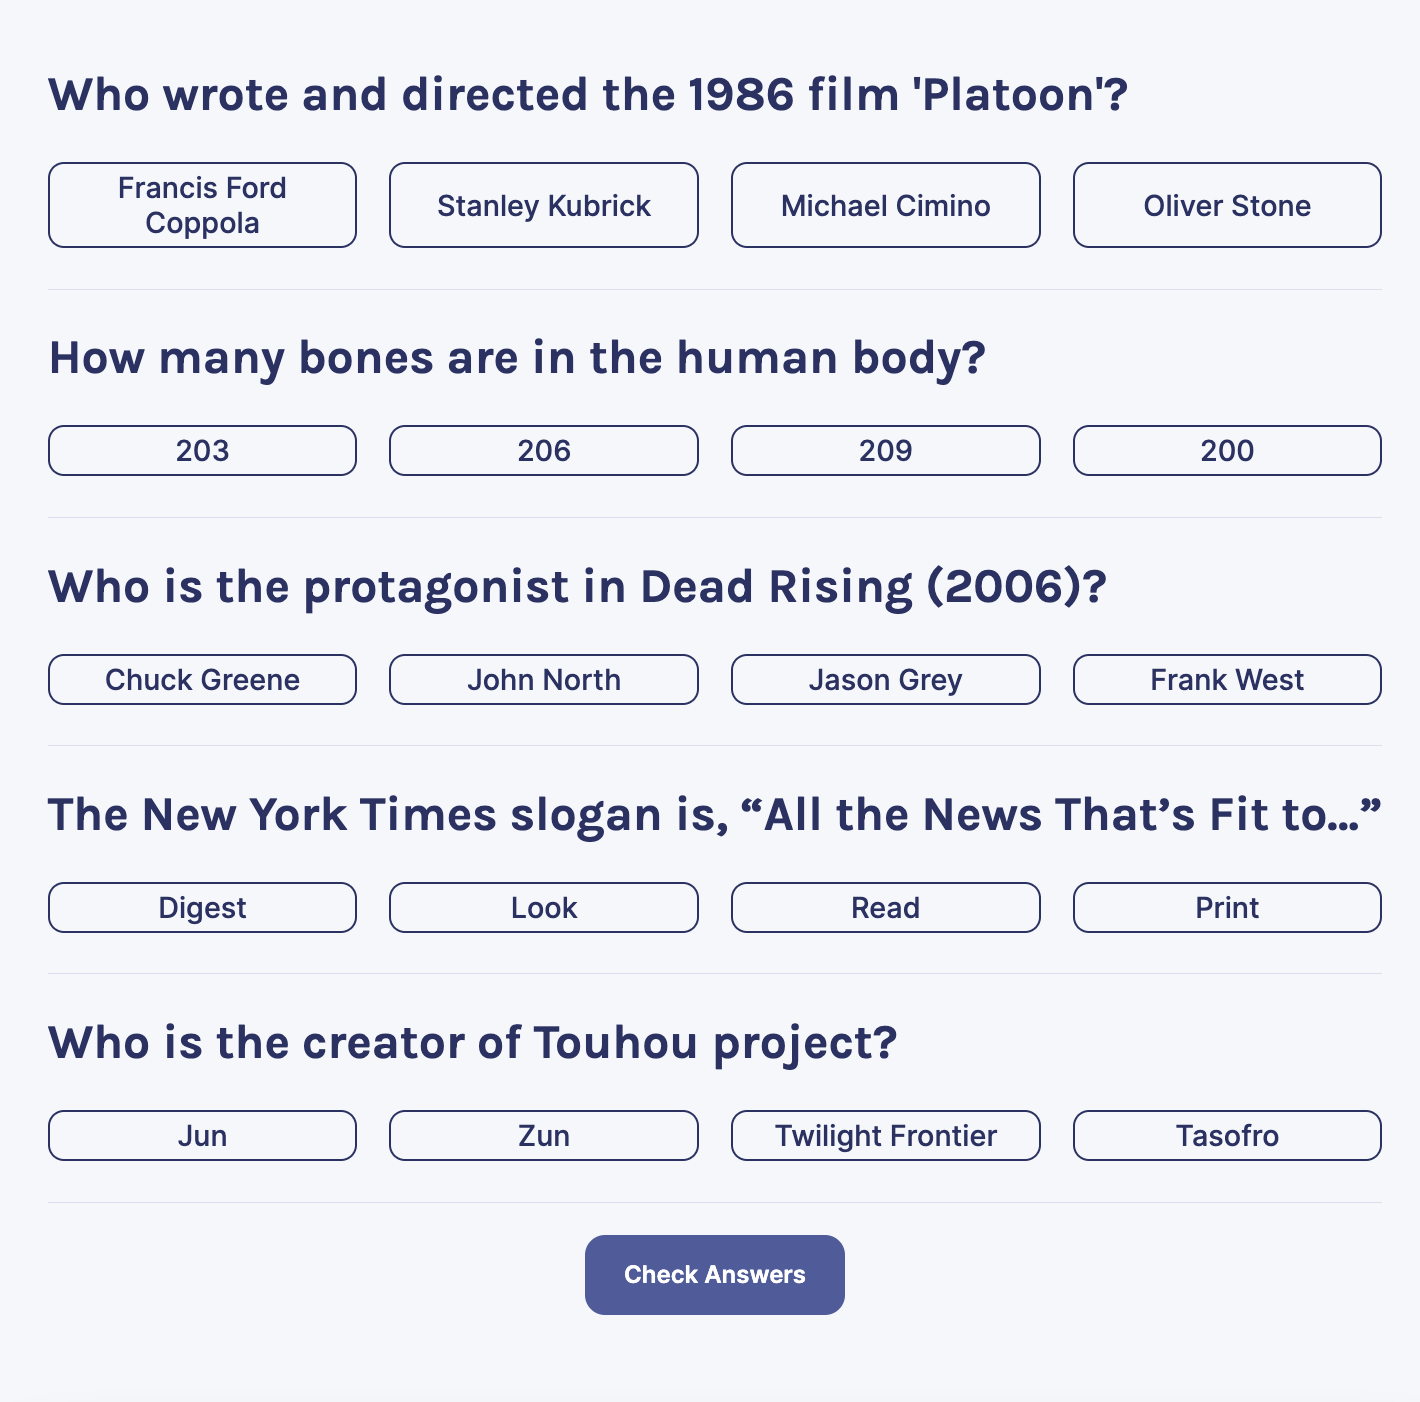 Who wrote and directed the 1986 film 'Platoon'?
Francis Ford
Coppola
Stanley Kubrick
Michael Cimino
Oliver Stone
How many bones are in the human body?
203
206
209
200
Who is the protagonist in Dead Rising (2006)?
Chuck Greene
John North
Jason Grey
Frank West
The New York Times slogan is, “All the News That’s Fit to…”
Digest
Look
Read
Print
Who is the creator of Touhou project?
Jun
Zun
Twilight Frontier
Tasofro
Check Answers